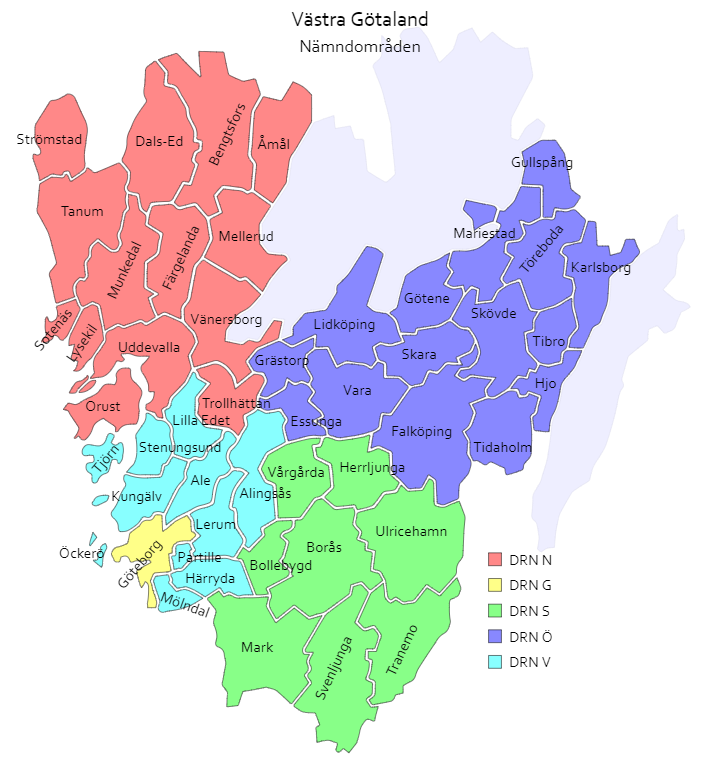 Västra Götaland
Nämndområden
Strömstad
Dals-Ed
Bengtsfors
Åmål
Gullspång
Tanum
Munkedal
Färgelanda
Mellerud
Mariestad
Töreboda
Karlsborg
Sotenäs
Lysekil
Vänersborg
Lidköping
Götene
Skövde
Uddevalla
Grästorp
Skara
Tibro
Orust
Trollhättan
Vara
Hjo
Lilla Edet
Essunga
Falköping
Tidaholm
Tjörn
Stenungsund
Vårgårda
Herrljunga
Kungälv
Ale
Alingsås
Lerum
Ulricehamn
Öckerö
Göteborg
Partille
Borås
Bollebygd
Härryda
Mölndal
Mark
Svenljunga
Tranemo
DRN N
DRN G
DRN S
DRN Ö
DRN V